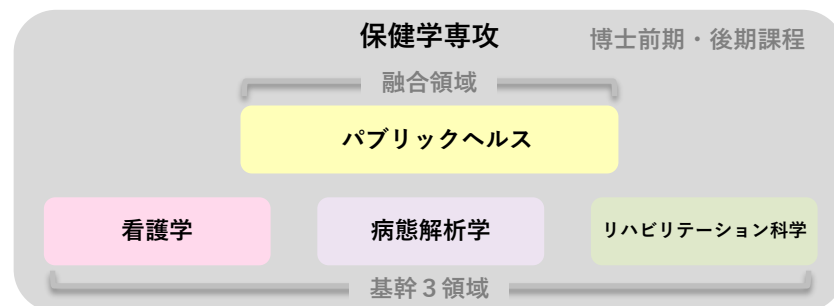 保健学専攻
博士前期・後期課程
融合領域
パブリックヘルス
看護学
病態解析学
リハビリテーション科学
基幹３領域